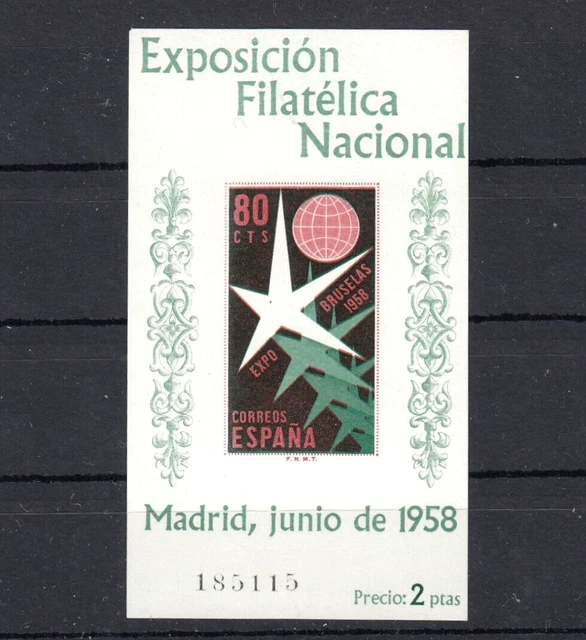 Exposición
Filatélica
Nacional
80
CTS
BRUSELAS
1958
EXPO
CORREOS
ESPAÑA
F.N.M.T.
Madrid, junio de 1958
185115
Precio: 2 ptas